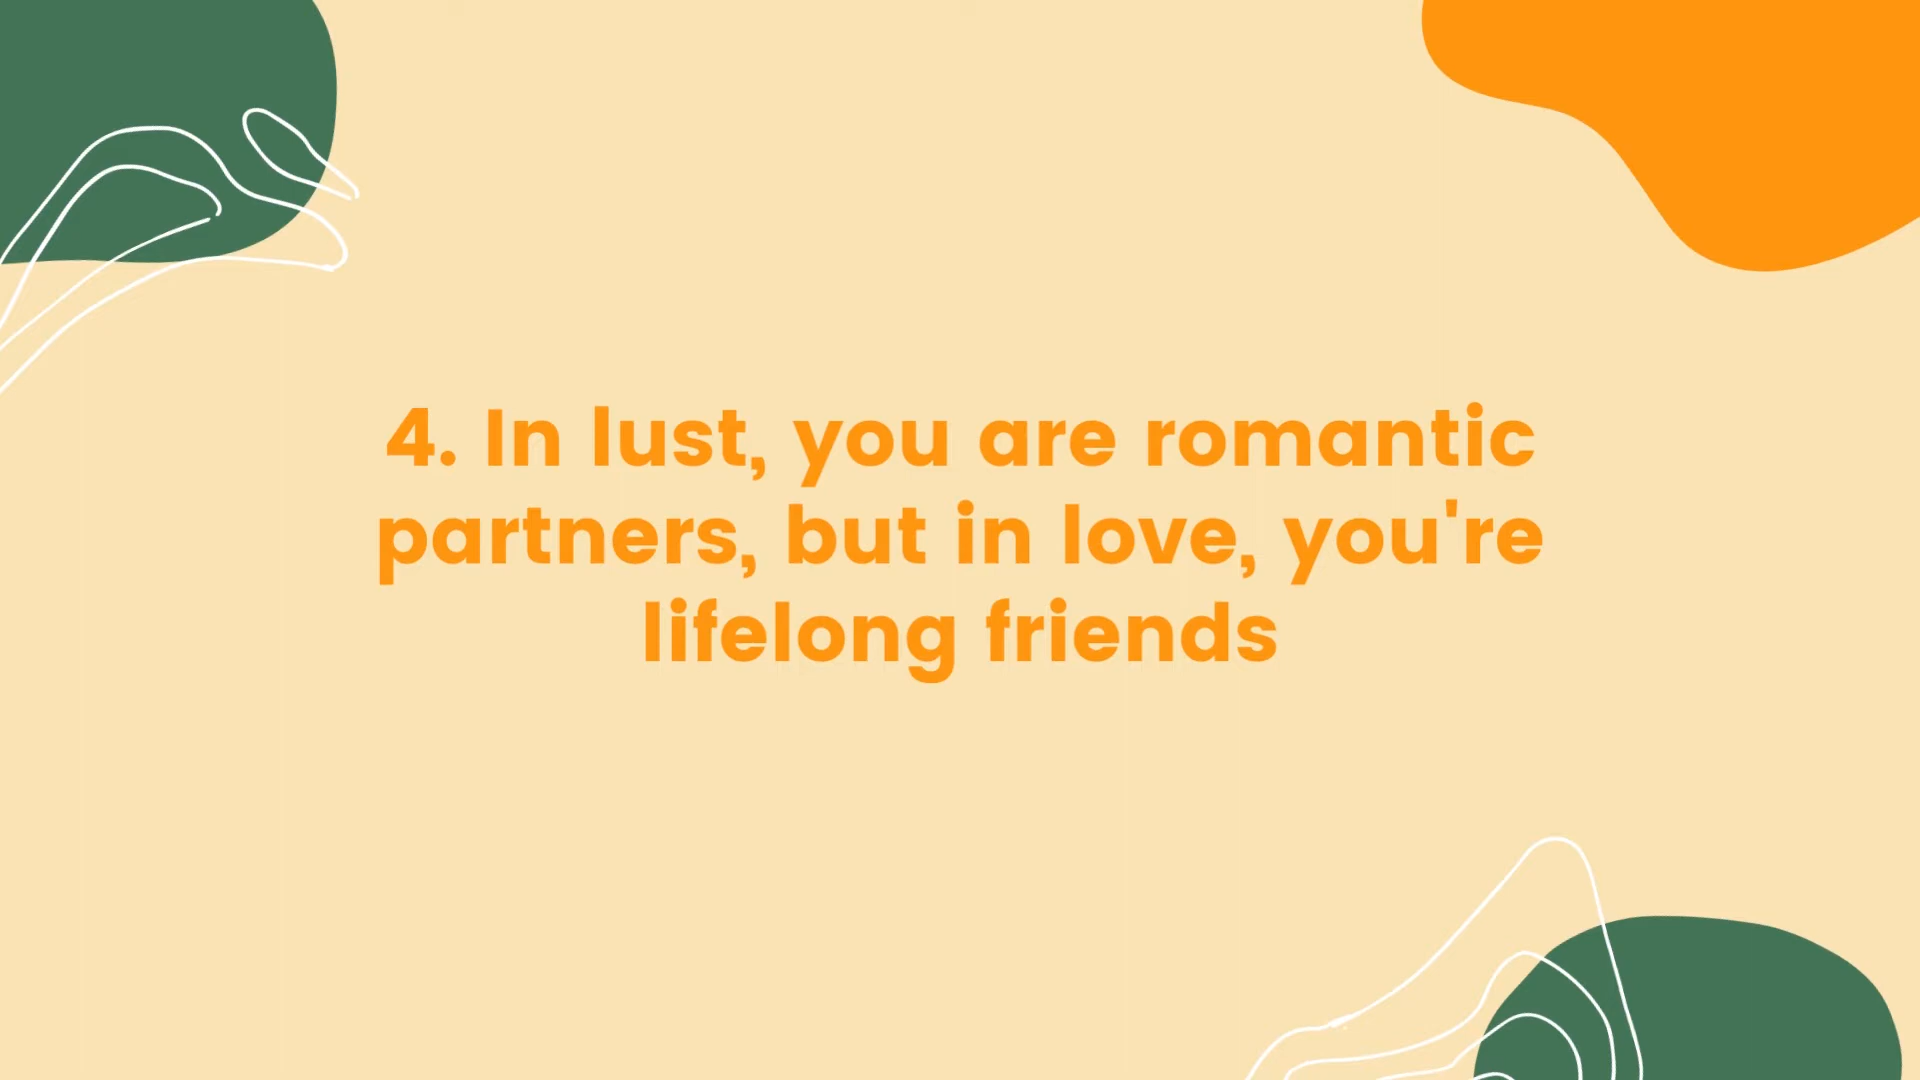 4. In lust, you are romantic
partners, but in love, you're
lifelong friends